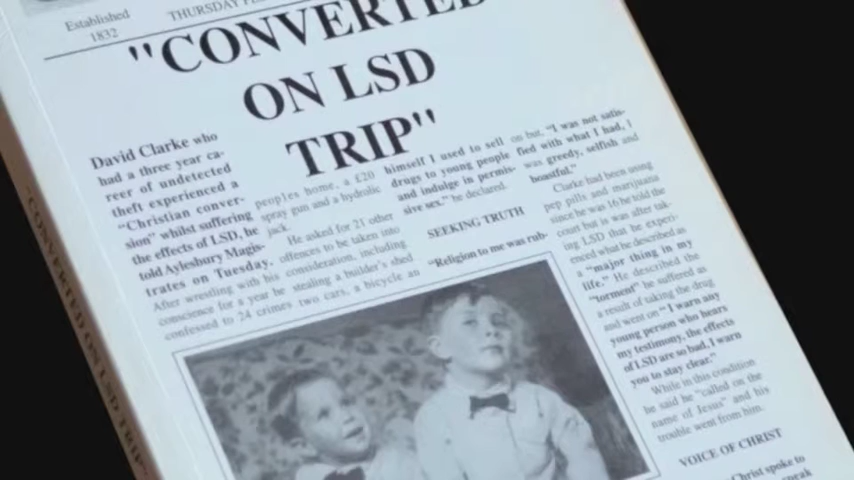 Established
1832
THURSDAY
"CONVERTED
ON LSD
TRIP"
David Clarke who
had a three year ca-
reer of undetected
theft experienced a
"Christian conver-
sion" whilst suffering
the effects of LSD, he
told Aylesbury Magis-
trates on Tuesday.
After wrestling with his
conscience for a year he
confessed to 24 crimes
peoples home, a £20
spray gun and a hydrolic
jack.
He asked for 21 other
offences to be taken into
consideration, including
stealing a builder's shed
two cars, a bicycle an
himself I used to sell
drugs to young people
and indulge in permis-
sive sex." he declared.
SEEKING TRUTH
"Religion to me was rub-
on but, "I was not satis-
fied with what I had, I
was greedy, selfish and
boastful."
Clarke had been using
pep pills and marijuana
since he was 16 he told the
court but is was after tak-
ing LSD that he experi-
enced what he described as
a "major thing in my
life." He described the
"torment" he suffered as
a result of taking the drug
and went on " I warn any
young person who hears
my testimony, the effects
of LSD are so bad, I warn
you to stay clear."
While in this condition
he said he "called on the
name of Jesus" and his
trouble went from him.
VOICE OF CHRIST
Christ spoke to
"CONVERTED ON LSD TRIP"